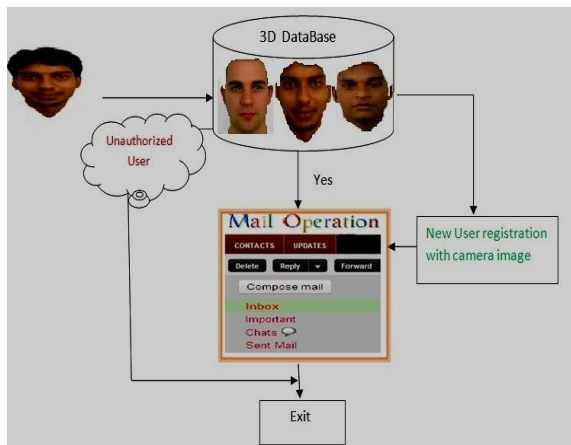 3D DataBase
Unauthorized
User
Yes
Mail Operation
CONTACTS UPDATES
Delete Reply Forward
Compose mail
Inbox
Important
Chats
Sent Mail
New User registration
with camera image
Exit